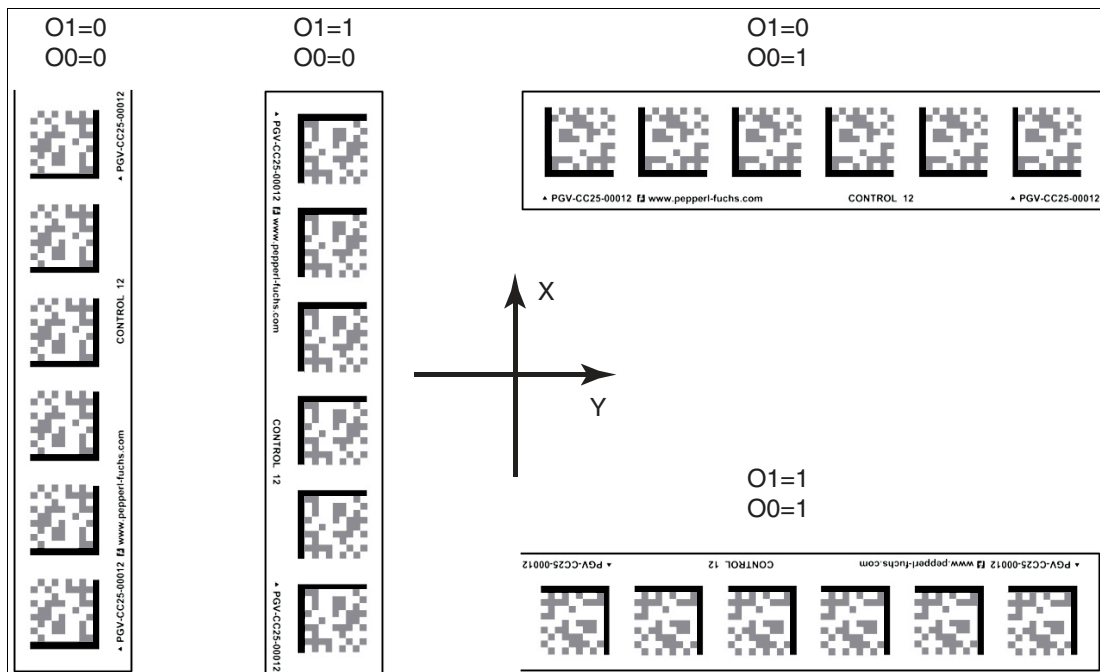 O1=0
O0=0
O1=1
O0=0
O1=0
O0=1
▲ PGV-CC25-00012 www.pepperl-fuchs.com CONTROL 12 ▲ PGV-CC25-00012
▲ PGV-CC25-00012 www.pepperl-fuchs.com CONTROL 12 ▲ PGV-CC25-00012
▲ PGV-CC25-00012 www.pepperl-fuchs.com CONTROL 12 ▲ PGV-CC25-00012
X
Y
O1=1
O0=1
▲ PGV-CC25-00012 www.pepperl-fuchs.com CONTROL 12 ▲ PGV-CC25-00012